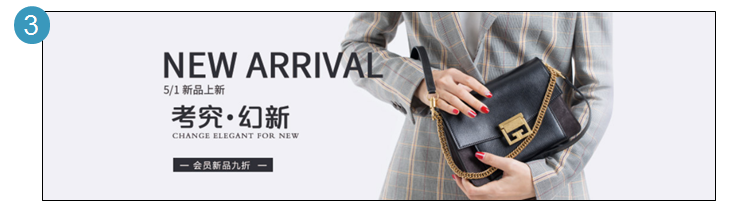 3
NEW ARRIVAL
5/1 新品上新
考究·幻新
CHANGE ELEGANT FOR NEW
— 会员新品九折 —